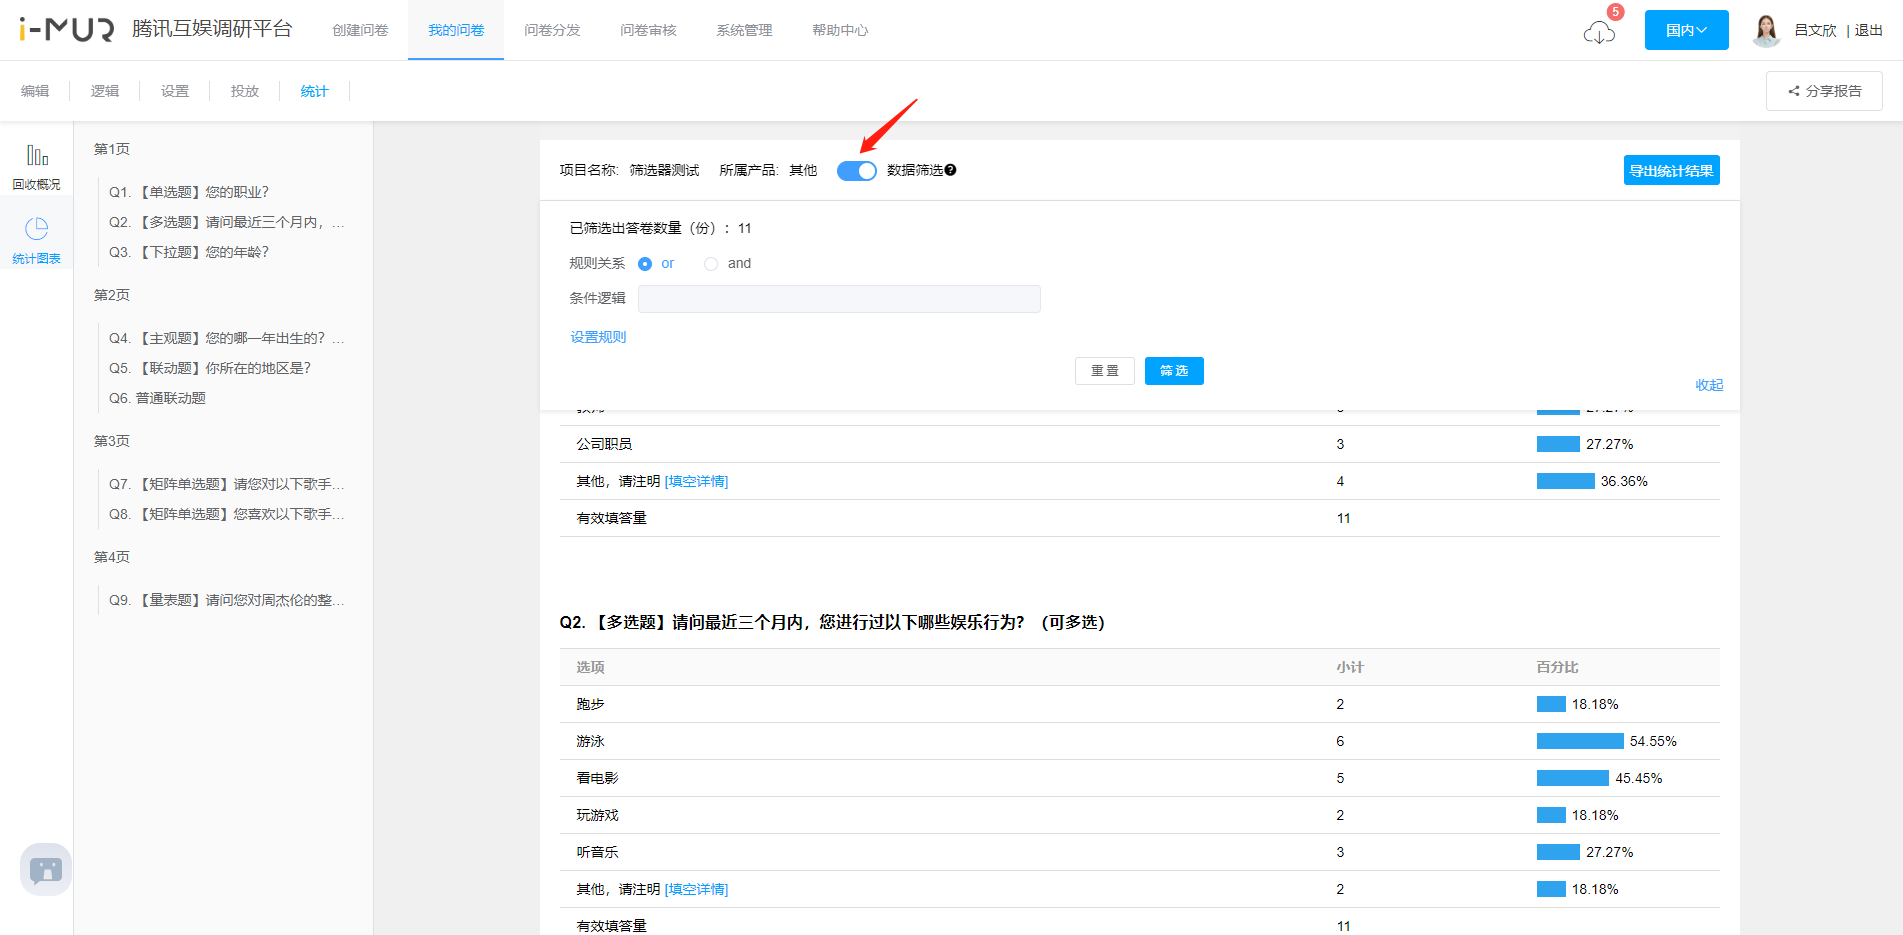 i-MUR 腾讯互娱调研平台 创建问卷 我的问卷 问卷分发 问卷审核 系统管理 帮助中心 5 国内 吕文欣 | 退出
编辑 逻辑 设置 投放 统计 分享报告
回收概况
统计图表
第1页
Q1. 【单选题】您的职业?
Q2. 【多选题】请问最近三个月内，...
Q3. 【下拉题】您的年龄?
第2页
Q4. 【主观题】您的哪一年出生的? ...
Q5. 【联动题】你所在的地区是?
Q6. 普通联动题
第3页
Q7. 【矩阵单选题】请您对以下歌手...
Q8. 【矩阵单选题】您喜欢以下歌手...
第4页
Q9. 【量表题】请问您对周杰伦的整...
项目名称: 筛选器测试 所属产品: 其他 数据筛选? 导出统计结果
已筛选出答卷数量（份）: 11
规则关系 or and
条件逻辑
设置规则
重置 筛选
收起
公司职员 3 27.27%
其他，请注明 [填空详情] 4 36.36%
有效填答量 11
Q2. 【多选题】请问最近三个月内，您进行过以下哪些娱乐行为? （可多选）
选项 小计 百分比
跑步 2 18.18%
游泳 6 54.55%
看电影 5 45.45%
玩游戏 2 18.18%
听音乐 3 27.27%
其他，请注明 [填空详情] 2 18.18%
有效填答量 11